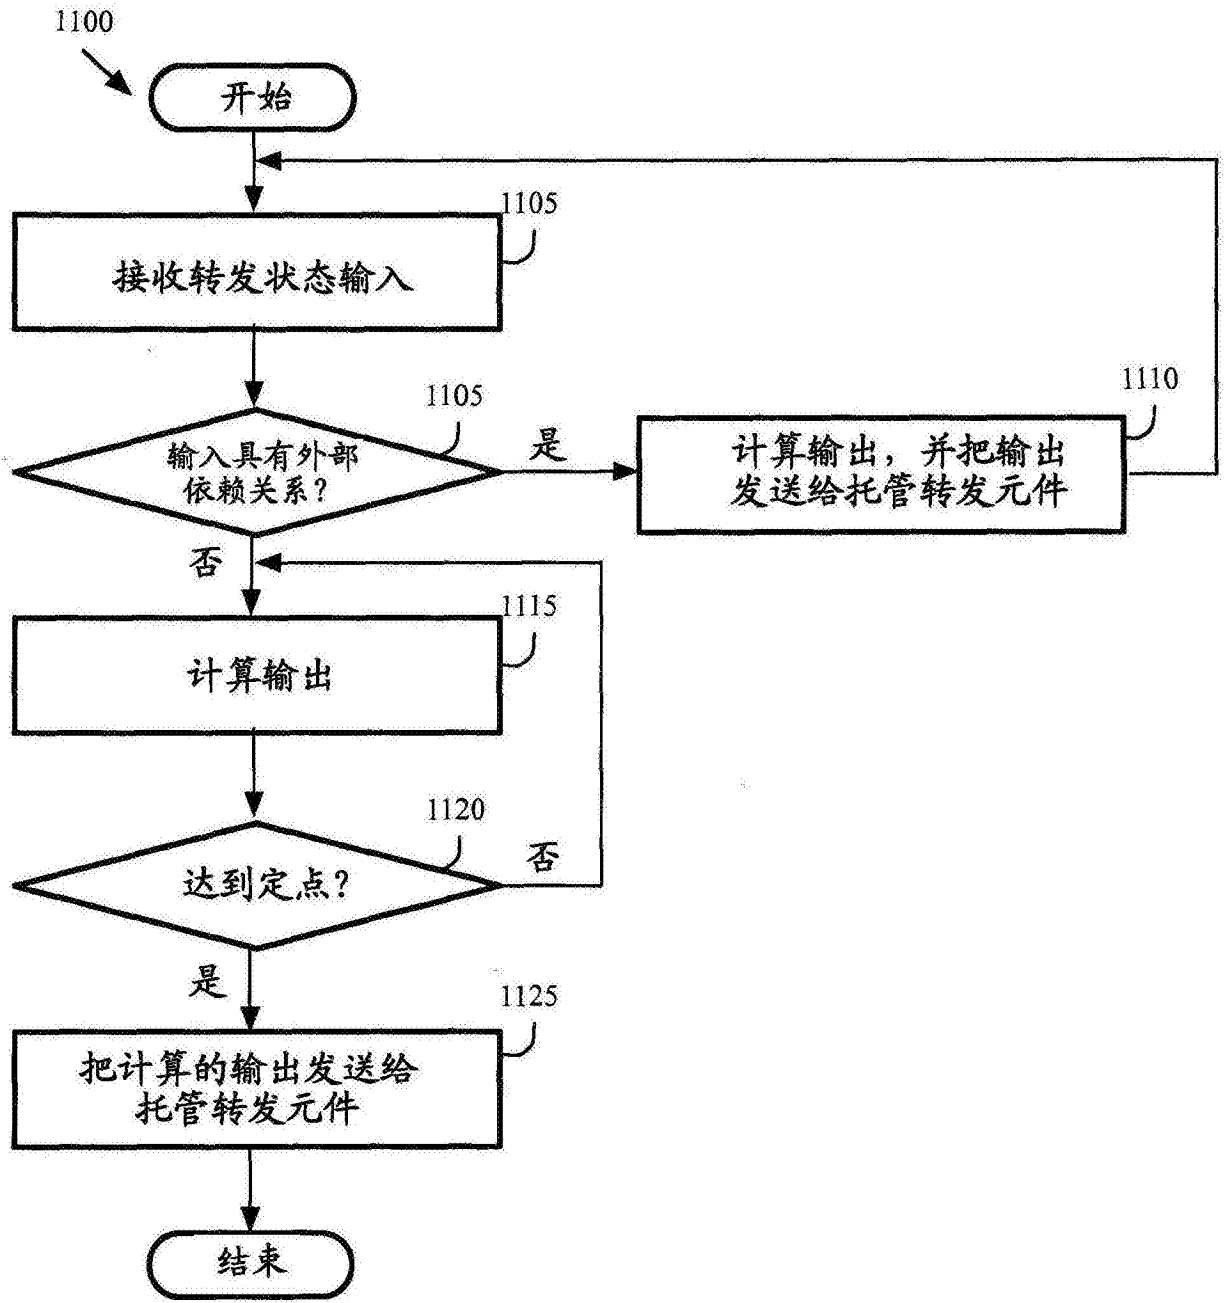 1100
开始
1105
接收转发状态输入
1105
输入具有外部
依赖关系?
是
1110
计算输出，并把输出
发送给托管转发元件
否
1115
计算输出
1120
达到定点?
否
是
1125
把计算的输出发送给
托管转发元件
结束